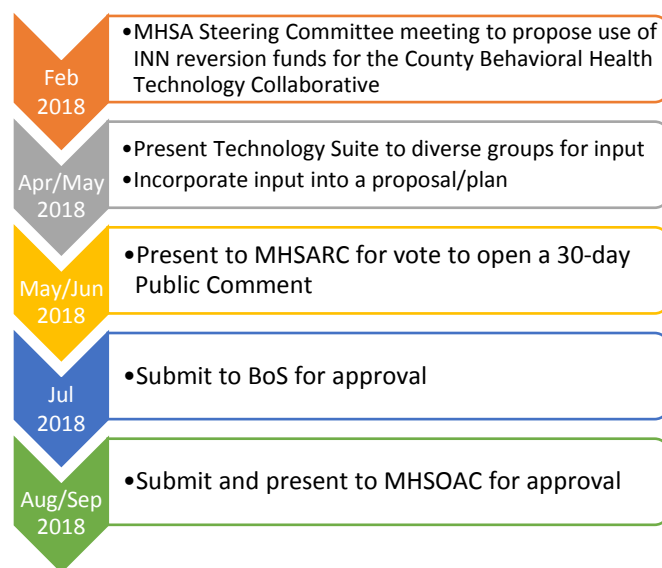 Feb
2018
•MHSA Steering Committee meeting to propose use of
INN reversion funds for the County Behavioral Health
Technology Collaborative
Apr/May
2018
•Present Technology Suite to diverse groups for input
•Incorporate input into a proposal/plan
May/Jun
2018
•Present to MHSARC for vote to open a 30-day
Public Comment
Jul
2018
•Submit to BoS for approval
Aug/Sep
2018
•Submit and present to MHSOAC for approval